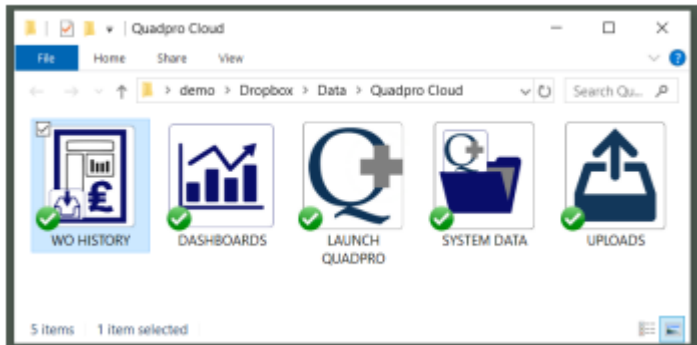 Quadpro Cloud
File Home Share View
demo > Dropbox > Data > Quadpro Cloud Search Qu...
WO HISTORY DASHBOARDS LAUNCH QUADPRO SYSTEM DATA UPLOADS
5 items 1 item selected